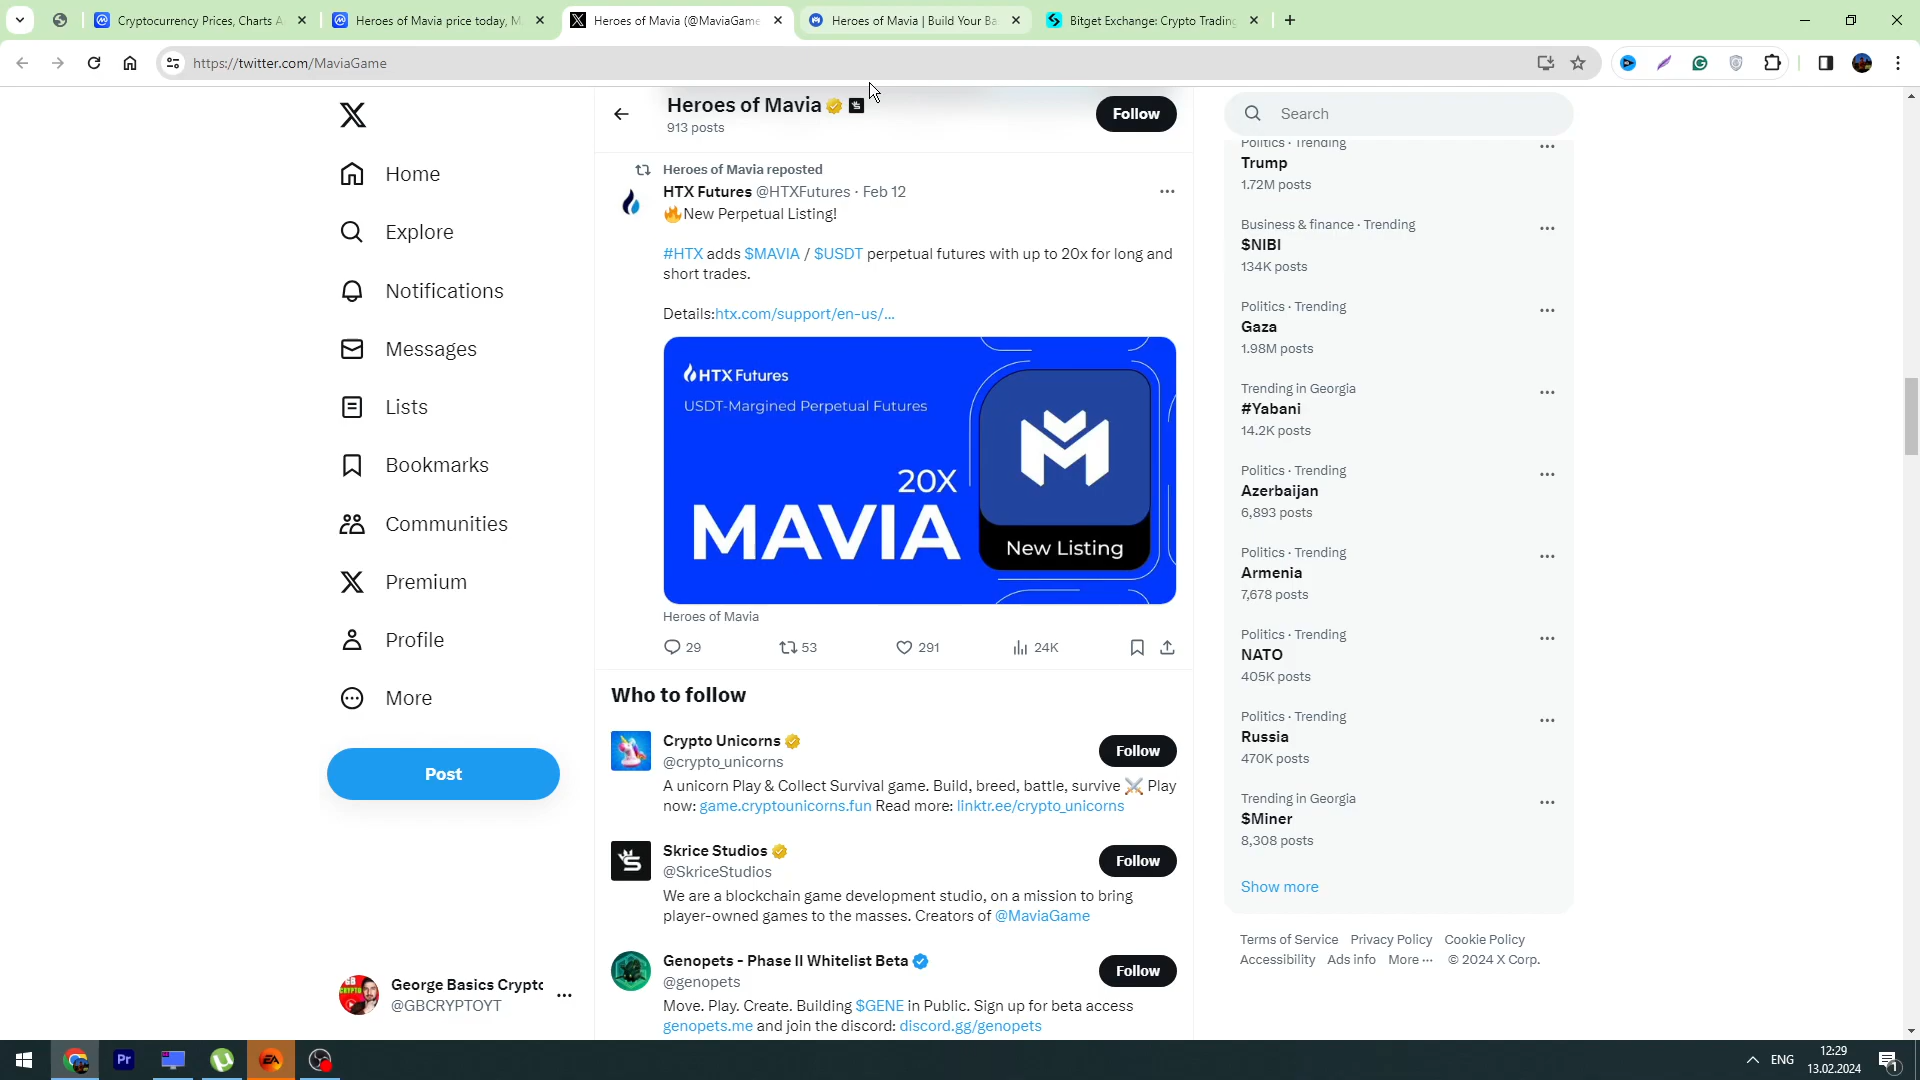 Cryptocurrency Prices, Charts A
Heroes of Mavia price today, M
Heroes of Mavia (@MaviaGame
Heroes of Mavia | Build Your Ba
Bitget Exchange: Crypto Trading
https://twitter.com/MaviaGame
Home
Explore
Notifications
Messages
Lists
Bookmarks
Communities
Premium
Profile
More
Post
George Basics Crypto
@GBCRYPTOYT
Heroes of Mavia
913 posts
Follow
Heroes of Mavia reposted
HTX Futures @HTXFutures · Feb 12
🔥New Perpetual Listing!
#HTX adds $MAVIA / $USDT perpetual futures with up to 20x for long and
short trades.
Details:htx.com/support/en-us/...
HTX Futures
USDT-Margined Perpetual Futures
20X
MAVIA
New Listing
Heroes of Mavia
29
53
291
24K
Who to follow
Crypto Unicorns
@crypto_unicorns
Follow
A unicorn Play & Collect Survival game. Build, breed, battle, survive ⚔️ Play
now: game.cryptounicorns.fun Read more: linktr.ee/crypto_unicorns
Skrice Studios
@SkriceStudios
Follow
We are a blockchain game development studio, on a mission to bring
player-owned games to the masses. Creators of @MaviaGame
Genopets - Phase II Whitelist Beta
@genopets
Follow
Move. Play. Create. Building $GENE in Public. Sign up for beta access
genopets.me and join the discord: discord.gg/genopets
Search
Politics · Trending
Trump
1.72M posts
Business & finance · Trending
$NIBI
134K posts
Politics · Trending
Gaza
1.98M posts
Trending in Georgia
#Yabani
14.2K posts
Politics · Trending
Azerbaijan
6,893 posts
Politics · Trending
Armenia
7,678 posts
Politics · Trending
NATO
405K posts
Politics · Trending
Russia
470K posts
Trending in Georgia
$Miner
8,308 posts
Show more
Terms of Service Privacy Policy Cookie Policy
Accessibility Ads info More ··· © 2024 X Corp.
Pr
EA
ENG
12:29
13.02.2024
1